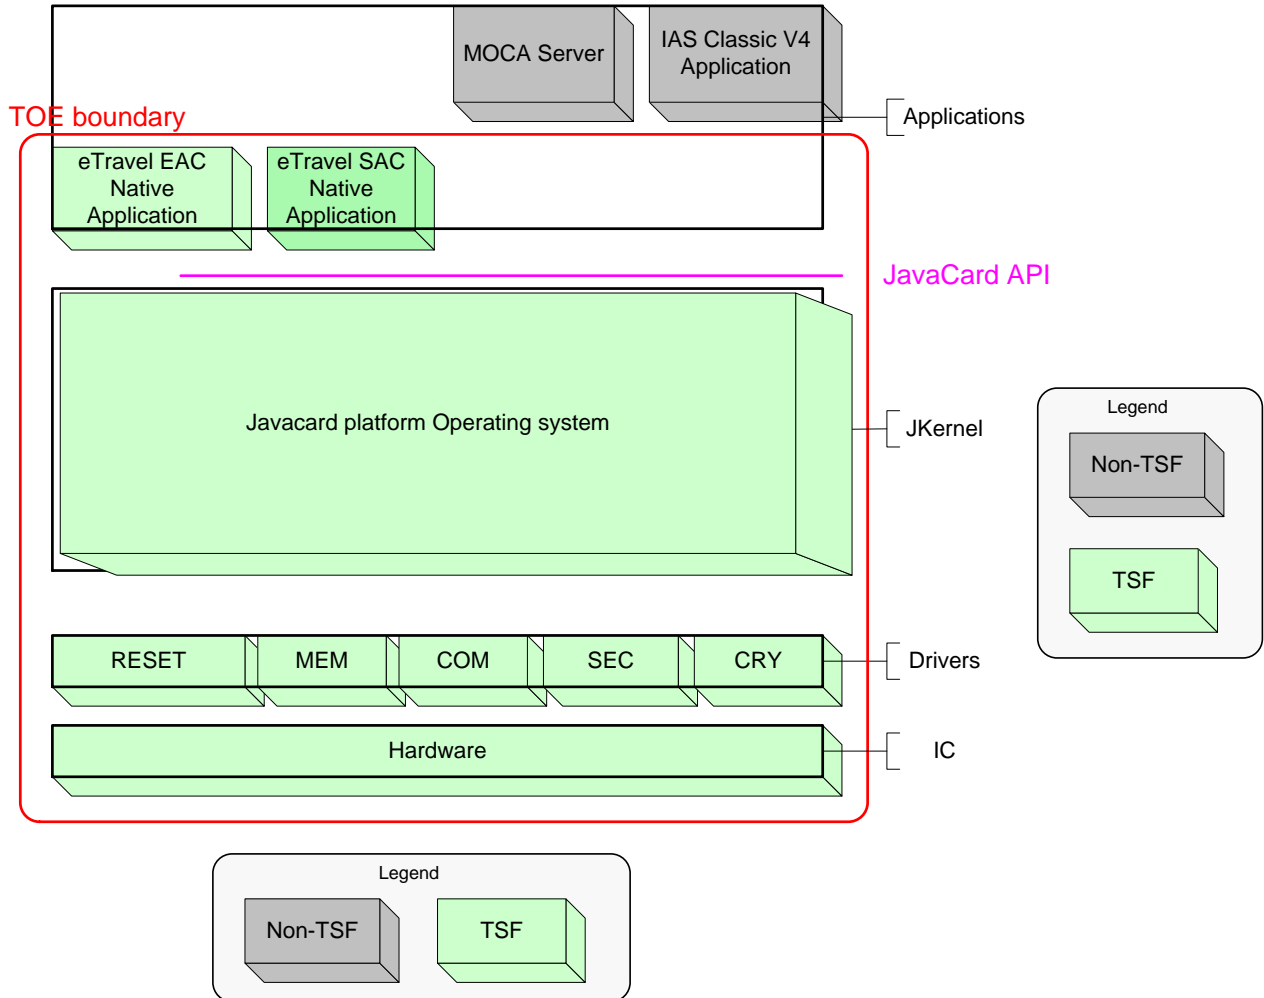 MOCA Server
IAS Classic V4
Application
Applications
TOE boundary
eTravel EAC
Native
Application
eTravel SAC
Native
Application
JavaCard API
Javacard platform Operating system
JKernel
Legend
Non-TSF
TSF
RESET
MEM
COM
SEC
CRY
Drivers
Hardware
IC
Legend
Non-TSF
TSF